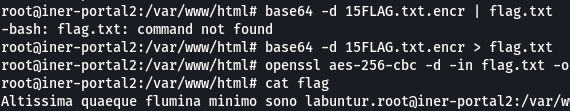 root@iner-portal2:/var/www/html# base64 -d 15FLAG.txt.encr | flag.txt
-bash: flag.txt: command not found
root@iner-portal2:/var/www/html# base64 -d 15FLAG.txt.encr > flag.txt
root@iner-portal2:/var/www/html# openssl aes-256-cbc -d -in flag.txt -o
root@iner-portal2:/var/www/html# cat flag
Altissima quaeque flumina minimo sono labuntur.root@iner-portal2:/var/w